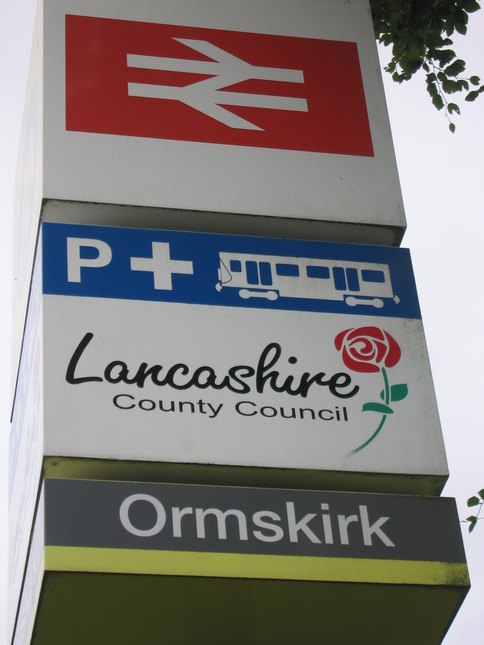 P +
Lancashire
County Council
Ormskirk